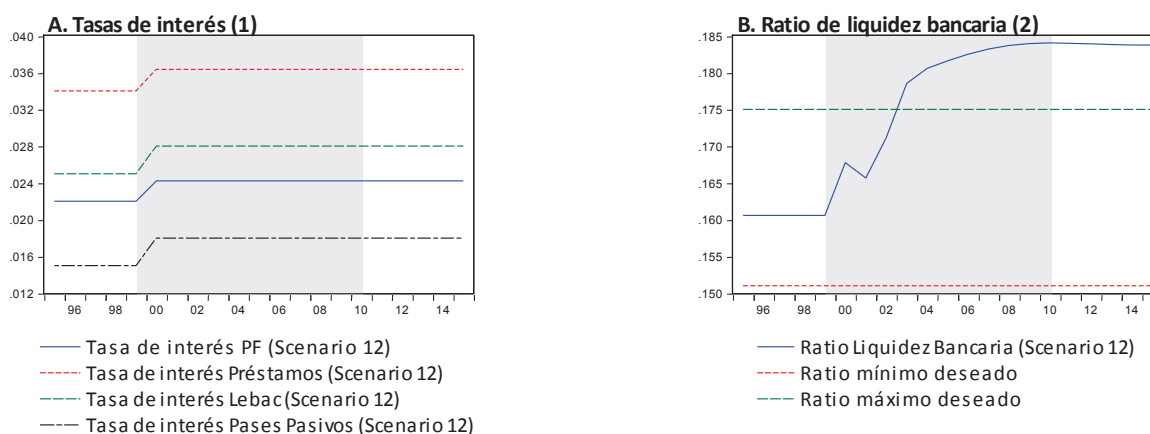 A. Tasas de interés (1)
.040
.036
.032
.028
.024
.020
.016
.012
96 98 00 02 04 06 08 10 12 14
Tasa de interés PF (Scenario 12)
Tasa de interés Préstamos (Scenario 12)
Tasa de interés Lebac (Scenario 12)
Tasa de interés Pases Pasivos (Scenario 12)
B. Ratio de liquidez bancaria (2)
.185
.180
.175
.170
.165
.160
.155
.150
96 98 00 02 04 06 08 10 12 14
Ratio Liquidez Bancaria (Scenario 12)
Ratio mínimo deseado
Ratio máximo deseado